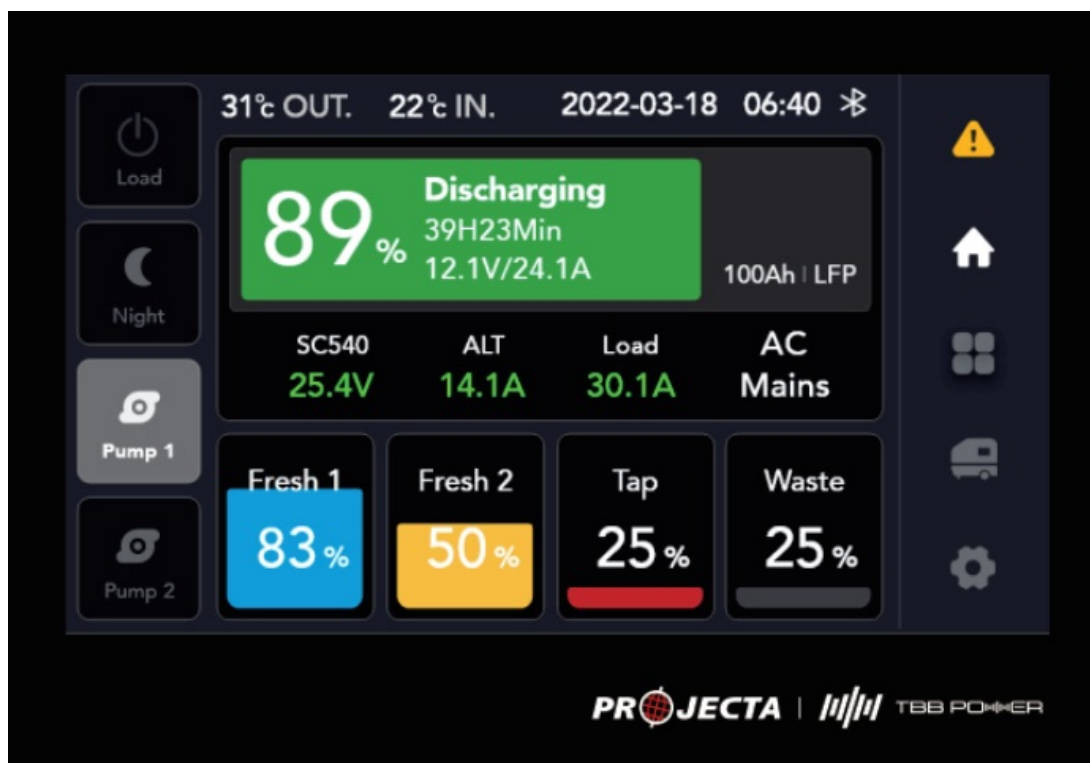 31°c OUT. 22°c IN. 2022-03-18 06:40
Load
Night
Pump 1
Pump 2
89%
Discharging
39H23Min
12.1V/24.1A
100Ah | LFP
SC540 ALT Load AC
25.4V 14.1A 30.1A Mains
Fresh 1 Fresh 2 Tap Waste
83% 50% 25% 25%
PROJECTA | TBB POWER